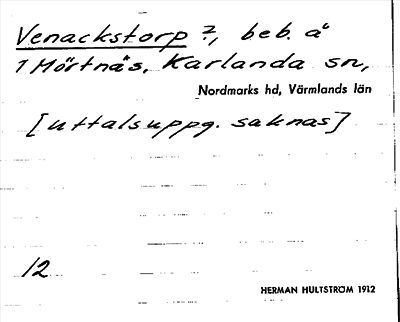 Venackstorp ?, beb. å
1 Mörtnäs, Karlanda sn,
Nordmarks hd, Värmlands län
[uttalsuppg. saknas]
12
HERMAN HULTSTRÖM 1912